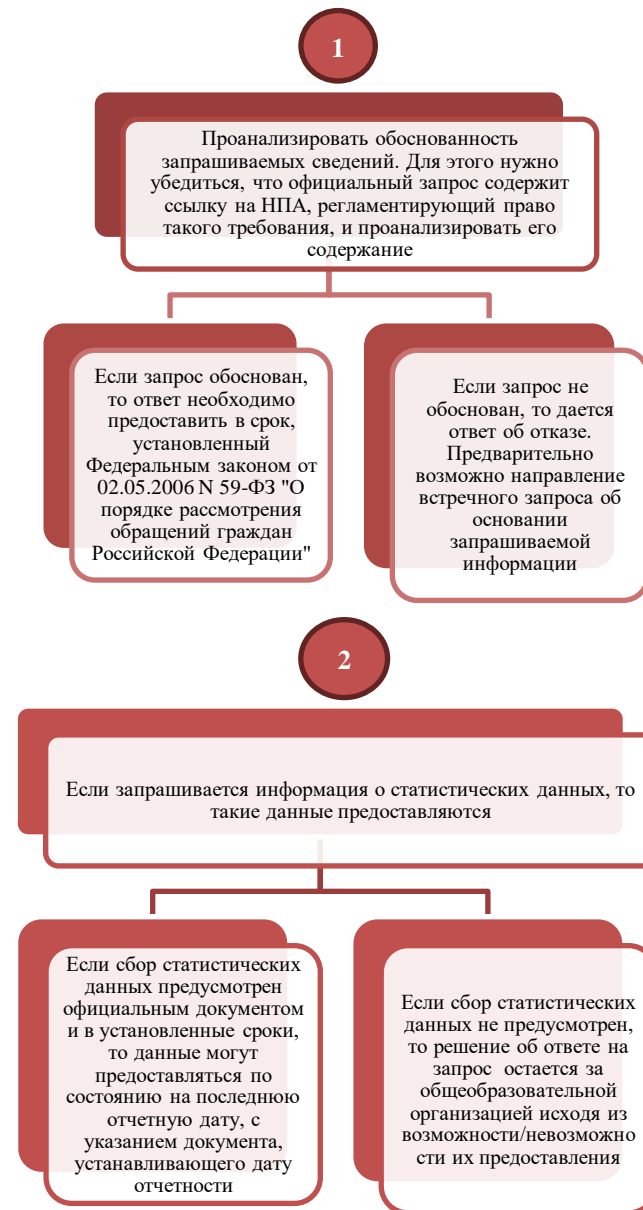 1
Проанализировать обоснованность
запрашиваемых сведений. Для этого нужно
убедиться, что официальный запрос содержит
ссылку на НПА, регламентирующий право
такого требования, и проанализировать его
содержание
Если запрос обоснован,
то ответ необходимо
предоставить в срок,
установленный
Федеральным законом от
02.05.2006 N 59-ФЗ "О
порядке рассмотрения
обращений граждан
Российской Федерации"
Если запрос не
обоснован, то дается
ответ об отказе.
Предварительно
возможно направление
встречного запроса об
основании
запрашиваемой
информации
2
Если запрашивается информация о статистических данных, то
такие данные предоставляются
Если сбор статистических
данных предусмотрен
официальным документом
и в установленные сроки,
то данные могут
предоставляться по
состоянию на последнюю
отчетную дату, с
указанием документа,
устанавливающего дату
отчетности
Если сбор статистических
данных не предусмотрен,
то решение об ответе на
запрос остается за
общеобразовательной
организацией исходя из
возможности/невозможно
сти их предоставления